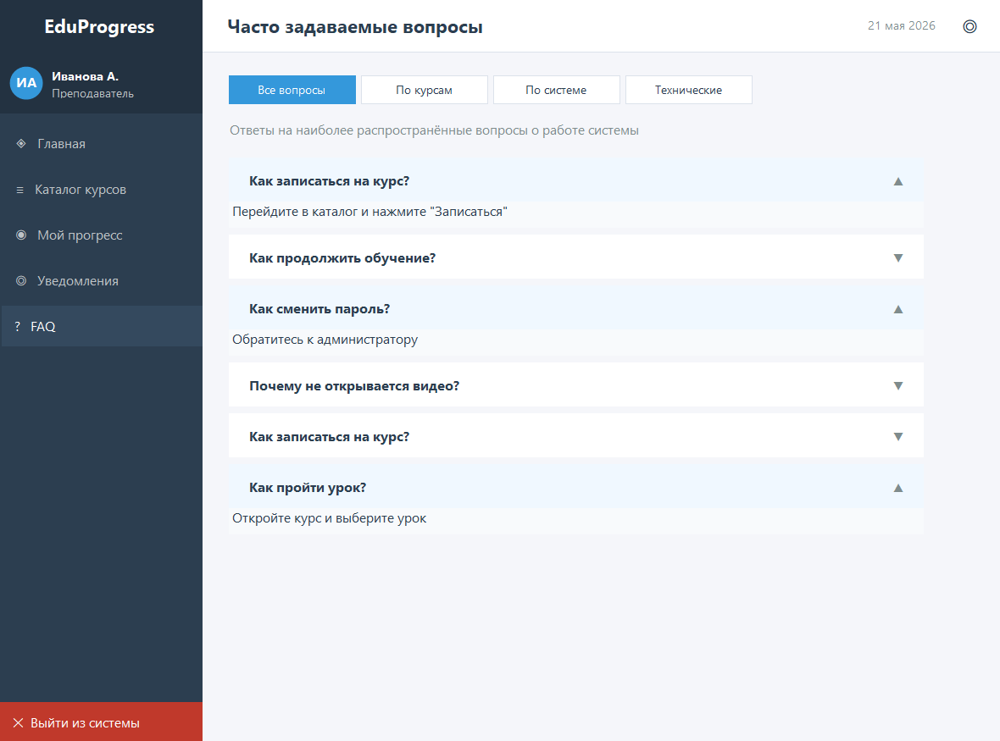 EduProgress
ИА
Иванова А.
Преподаватель
Главная
Каталог курсов
Мой прогресс
Уведомления
? FAQ
Выйти из системы
Часто задаваемые вопросы
21 мая 2026
Все вопросы
По курсам
По системе
Технические
Ответы на наиболее распространённые вопросы о работе системы
Как записаться на курс?
Перейдите в каталог и нажмите "Записаться"
Как продолжить обучение?
Как сменить пароль?
Обратитесь к администратору
Почему не открывается видео?
Как записаться на курс?
Как пройти урок?
Откройте курс и выберите урок